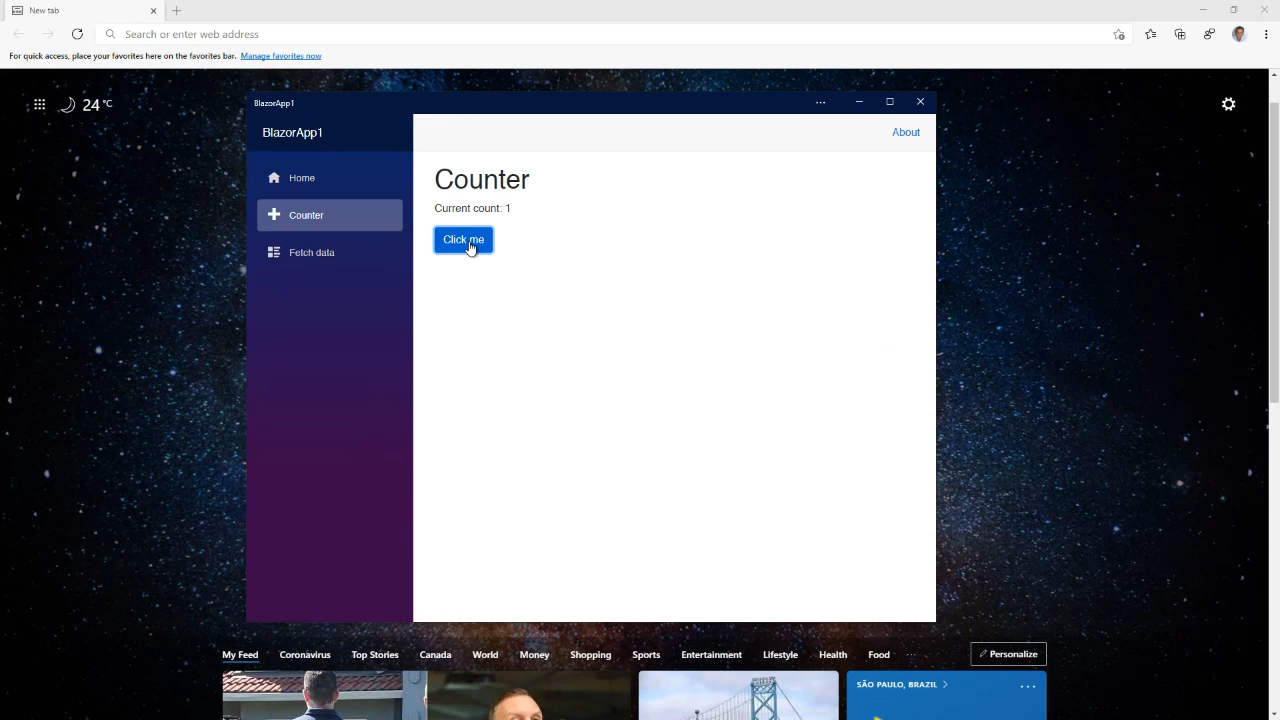 New tab
Search or enter web address
For quick access, place your favorites here on the favorites bar. Manage favorites now
24 °C
BlazorApp1
BlazorApp1
About
Home
Counter
Fetch data
Counter
Current count: 1
Click me
My Feed Coronavirus Top Stories Canada World Money Shopping Sports Entertainment Lifestyle Health Food ... Personalize
SÃO PAULO, BRAZIL >